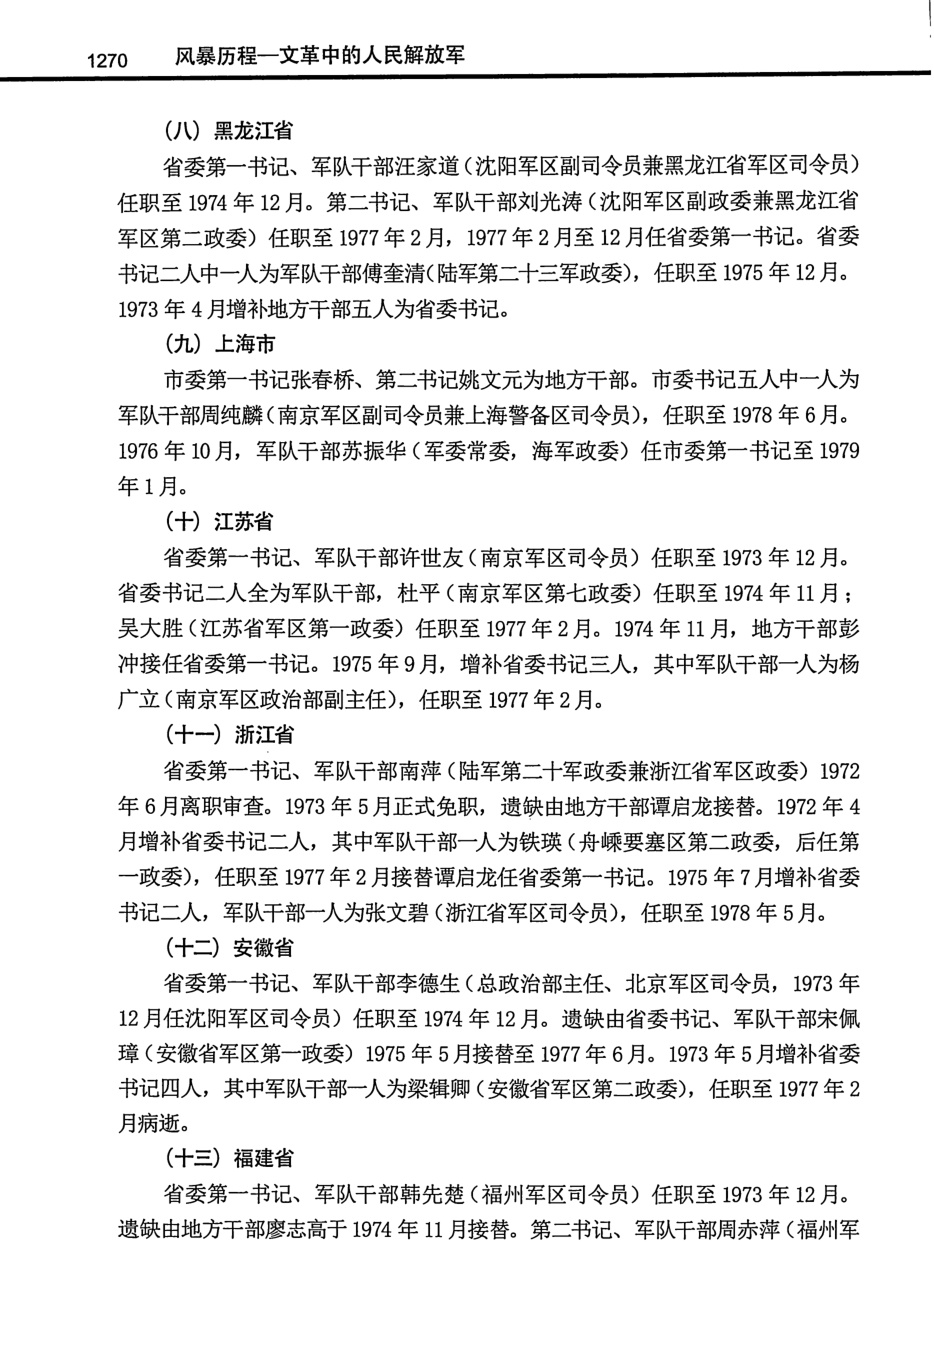 1270 风暴历程—文革中的人民解放军
（八）黑龙江省
省委第一书记、军队干部汪家道（沈阳军区副司令员兼黑龙江省军区司令员）
任职至 1974 年 12 月。第二书记、军队干部刘光涛（沈阳军区副政委兼黑龙江省
军区第二政委）任职至 1977 年 2 月，1977 年 2 月至 12 月任省委第一书记。省委
书记二人中一人为军队干部傅奎清（陆军第二十三军政委），任职至 1975 年 12 月。
1973 年 4 月增补地方干部五人为省委书记。
（九）上海市
市委第一书记张春桥、第二书记姚文元为地方干部。市委书记五人中一人为
军队干部周纯麟（南京军区副司令员兼上海警备区司令员），任职至 1978 年 6 月。
1976 年 10 月，军队干部苏振华（军委常委，海军政委）任市委第一书记至 1979
年 1 月。
（十）江苏省
省委第一书记、军队干部许世友（南京军区司令员）任职至 1973 年 12 月。
省委书记二人全为军队干部，杜平（南京军区第七政委）任职至 1974 年 11 月；
吴大胜（江苏省军区第一政委）任职至 1977 年 2 月。1974 年 11 月，地方干部彭
冲接任省委第一书记。1975 年 9 月，增补省委书记三人，其中军队干部一人为杨
广立（南京军区政治部副主任），任职至 1977 年 2 月。
（十一）浙江省
省委第一书记、军队干部南萍（陆军第二十军政委兼浙江省军区政委）1972
年 6 月离职审查。1973 年 5 月正式免职，遗缺由地方干部谭启龙接替。1972 年 4
月增补省委书记二人，其中军队干部一人为铁瑛（舟嵊要塞区第二政委，后任第
一政委），任职至 1977 年 2 月接替谭启龙任省委第一书记。1975 年 7 月增补省委
书记二人，军队干部一人为张文碧（浙江省军区司令员），任职至 1978 年 5 月。
（十二）安徽省
省委第一书记、军队干部李德生（总政治部主任、北京军区司令员，1973 年
12 月任沈阳军区司令员）任职至 1974 年 12 月。遗缺由省委书记、军队干部宋佩
璋（安徽省军区第一政委）1975 年 5 月接替至 1977 年 6 月。1973 年 5 月增补省委
书记四人，其中军队干部一人为梁辑卿（安徽省军区第二政委），任职至 1977 年 2
月病逝。
（十三）福建省
省委第一书记、军队干部韩先楚（福州军区司令员）任职至 1973 年 12 月。
遗缺由地方干部廖志高于 1974 年 11 月接替。第二书记、军队干部周赤萍（福州军